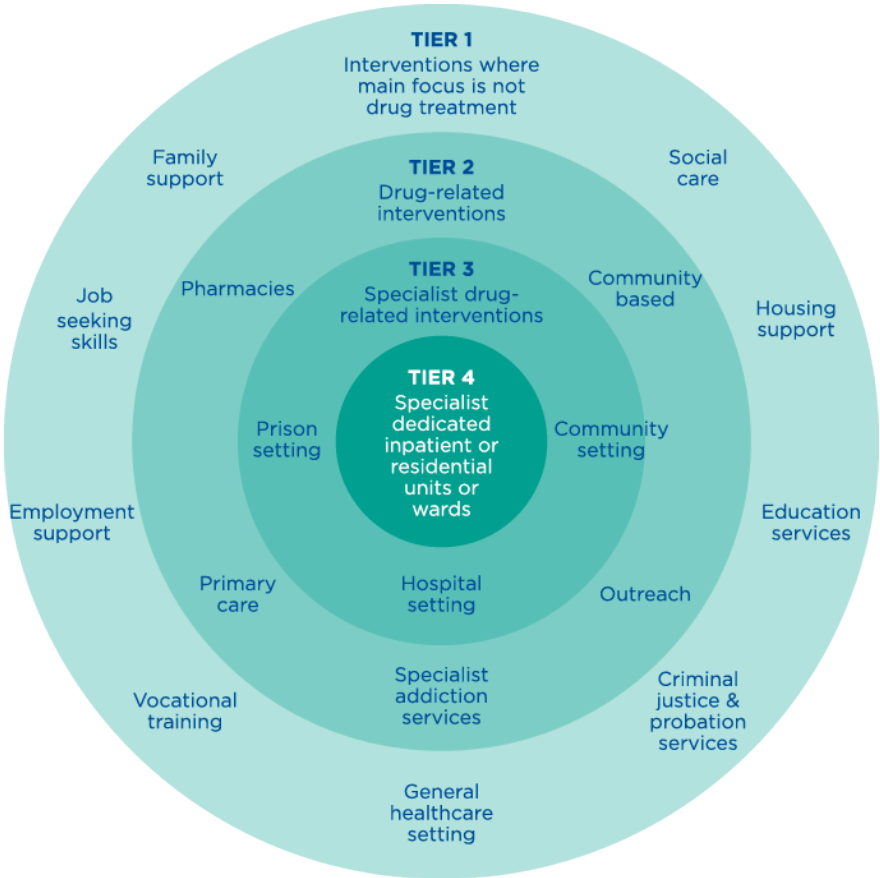 TIER 1
Interventions where
main focus is not
drug treatment
Family
support
Social
care
TIER 2
Drug-related
interventions
Pharmacies
Community
based
Job
seeking
skills
Housing
support
TIER 3
Specialist drug-
related interventions
TIER 4
Specialist
dedicated
inpatient or
residential
units or
wards
Prison
setting
Community
setting
Employment
support
Education
services
Primary
care
Hospital
setting
Outreach
Specialist
addiction
services
Vocational
training
Criminal
justice &
probation
services
General
healthcare
setting